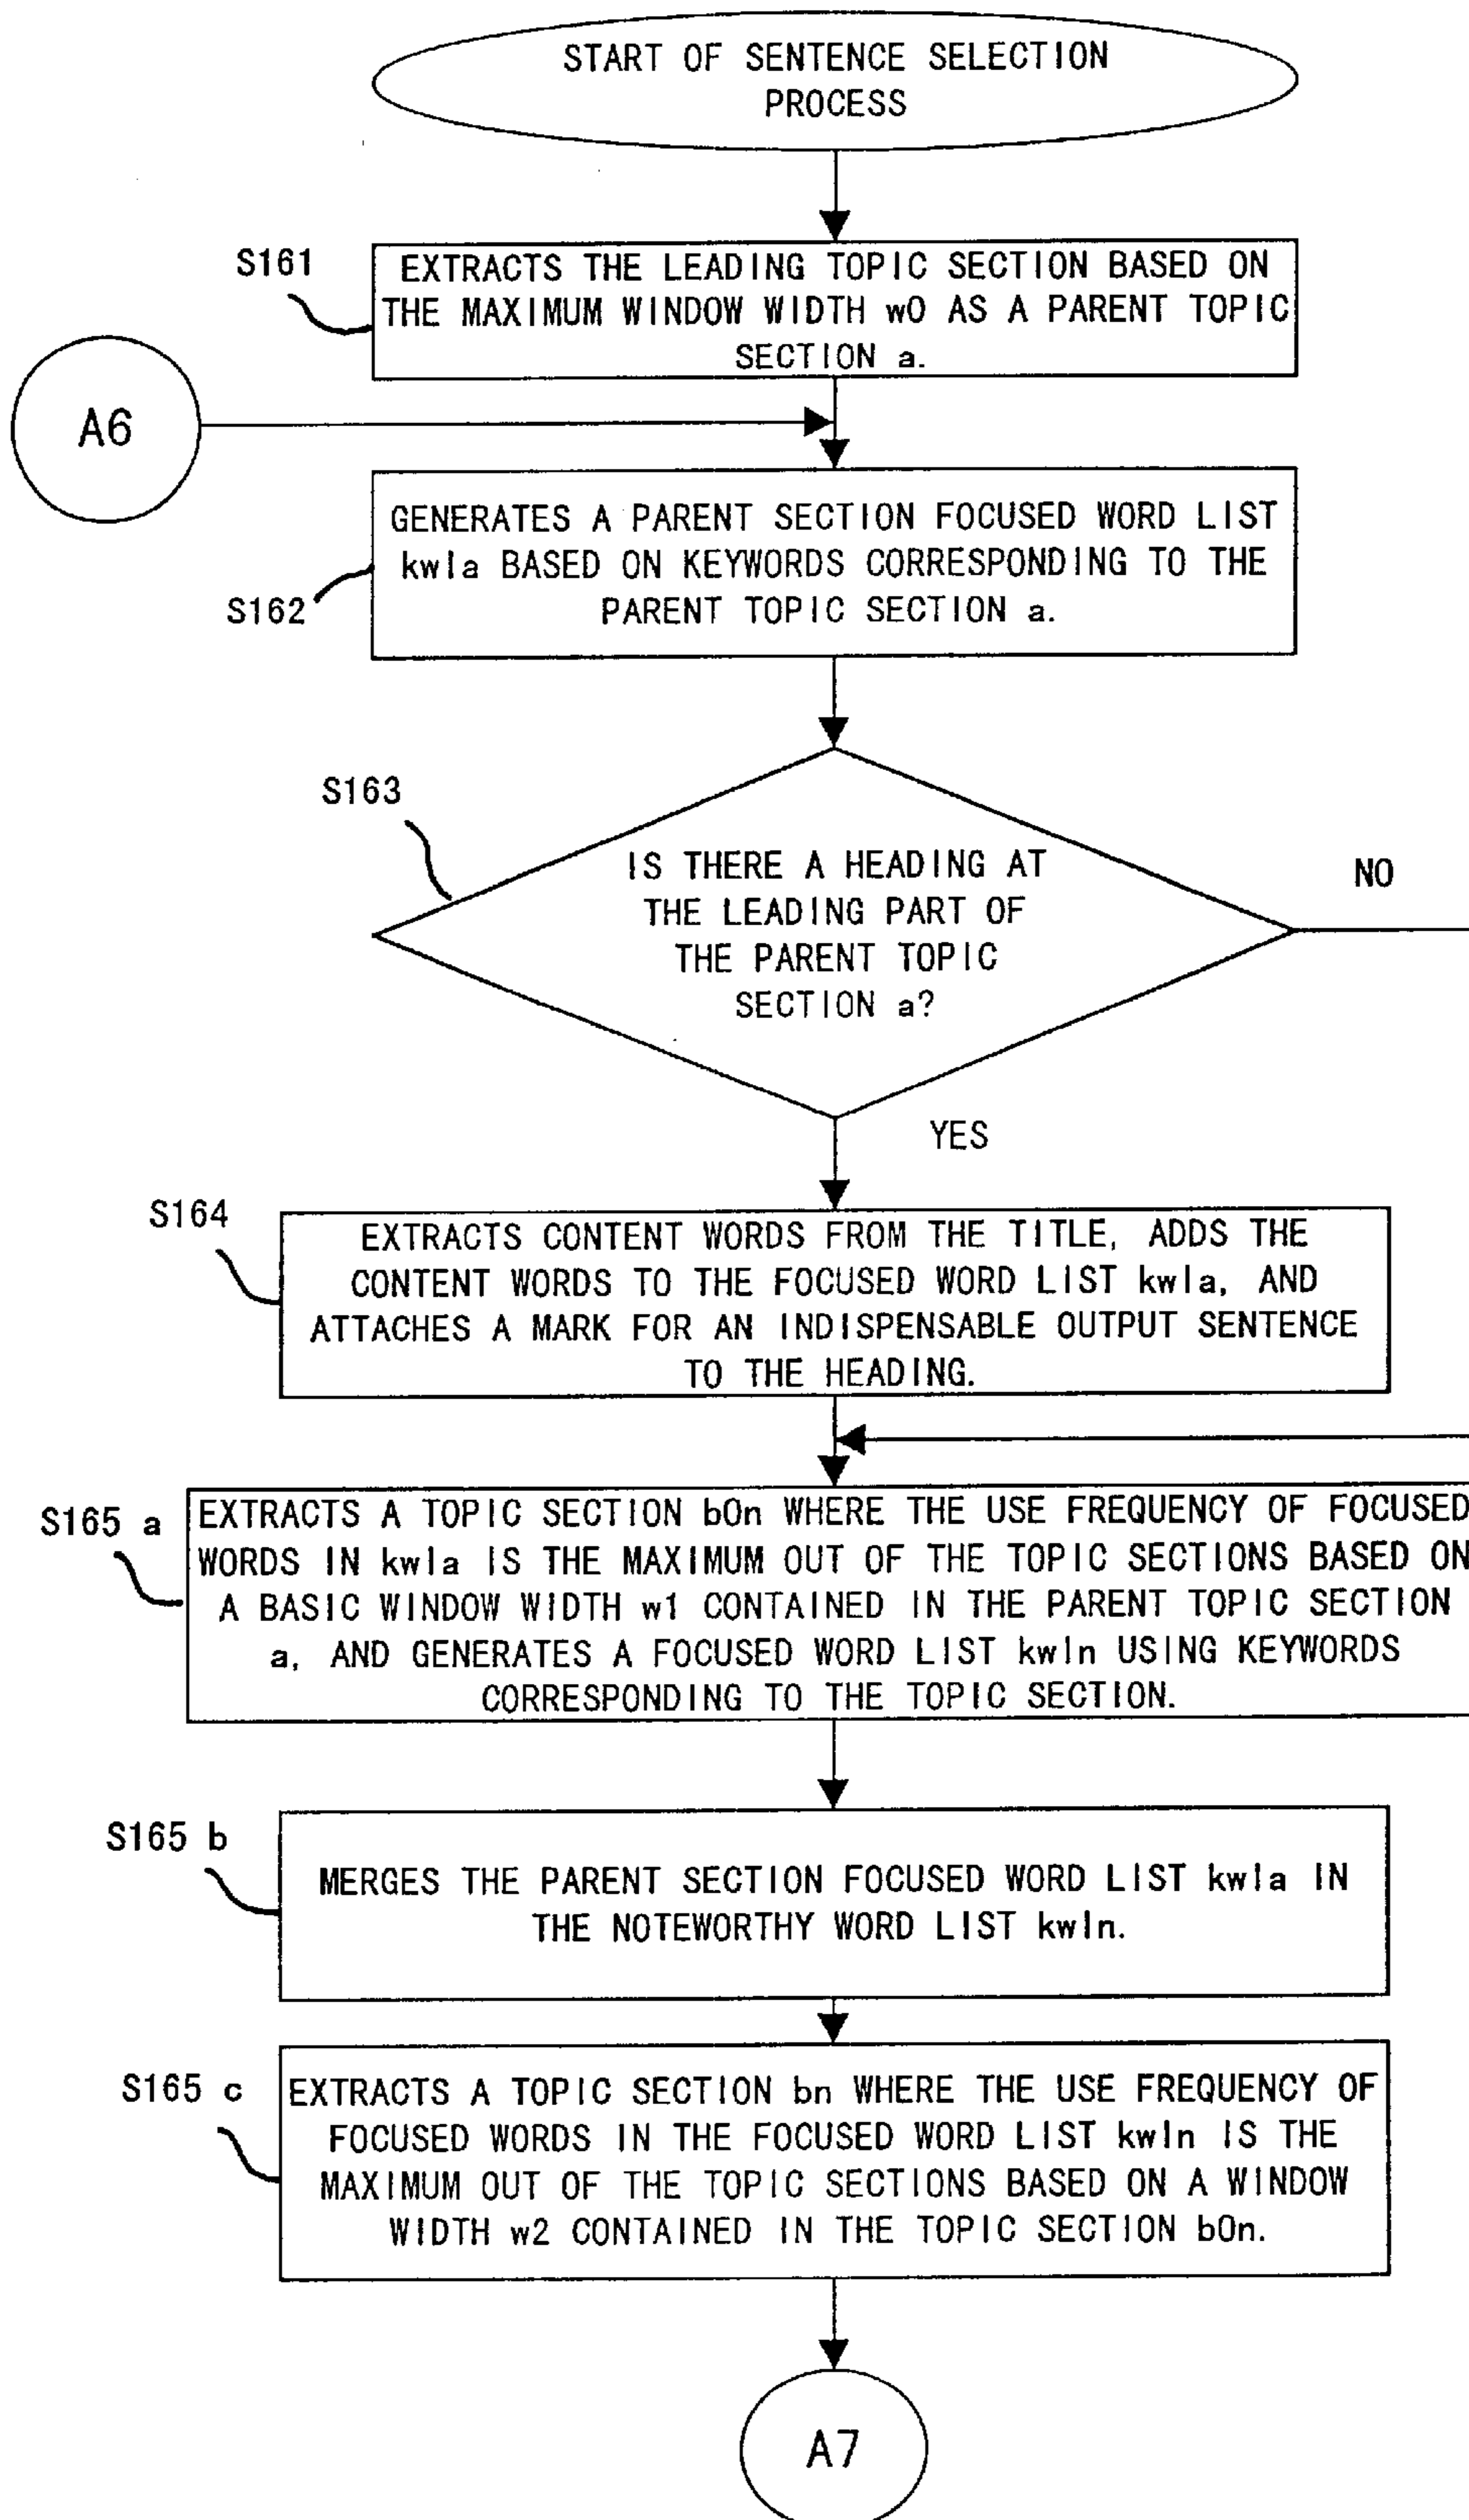 START OF SENTENCE SELECTION
PROCESS
S161
EXTRACTS THE LEADING TOPIC SECTION BASED ON
THE MAXIMUM WINDOW WIDTH w0 AS A PARENT TOPIC
SECTION a.
A6
GENERATES A PARENT SECTION FOCUSED WORD LIST
kwla BASED ON KEYWORDS CORRESPONDING TO THE
PARENT TOPIC SECTION a.
S162
S163
IS THERE A HEADING AT
THE LEADING PART OF
THE PARENT TOPIC
SECTION a?
NO
YES
S164
EXTRACTS CONTENT WORDS FROM THE TITLE, ADDS THE
CONTENT WORDS TO THE FOCUSED WORD LIST kwla, AND
ATTACHES A MARK FOR AN INDISPENSABLE OUTPUT SENTENCE
TO THE HEADING.
S165 a
EXTRACTS A TOPIC SECTION b0n WHERE THE USE FREQUENCY OF FOCUSED
WORDS IN kwla IS THE MAXIMUM OUT OF THE TOPIC SECTIONS BASED ON
A BASIC WINDOW WIDTH w1 CONTAINED IN THE PARENT TOPIC SECTION
a, AND GENERATES A FOCUSED WORD LIST kwln USING KEYWORDS
CORRESPONDING TO THE TOPIC SECTION.
S165 b
MERGES THE PARENT SECTION FOCUSED WORD LIST kwla IN
THE NOTEWORTHY WORD LIST kwln.
S165 c
EXTRACTS A TOPIC SECTION bn WHERE THE USE FREQUENCY OF
FOCUSED WORDS IN THE FOCUSED WORD LIST kwln IS THE
MAXIMUM OUT OF THE TOPIC SECTIONS BASED ON A WINDOW
WIDTH w2 CONTAINED IN THE TOPIC SECTION b0n.
A7